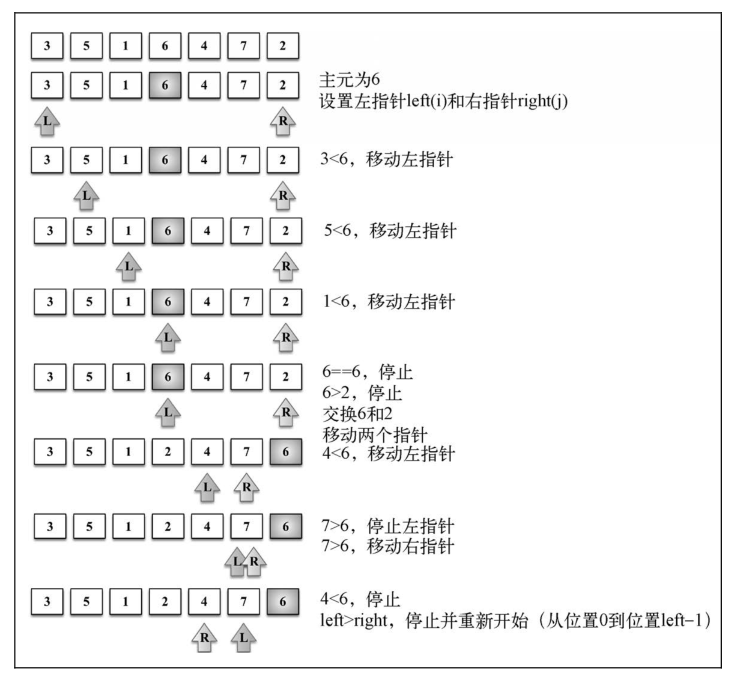 3 5 1 6 4 7 2
3 5 1 6 4 7 2 主元为6
设置左指针left(i)和右指针right(j)
L R
3 5 1 6 4 7 2 3<6，移动左指针
L R
3 5 1 6 4 7 2 5<6，移动左指针
L R
3 5 1 6 4 7 2 1<6，移动左指针
L R
3 5 1 6 4 7 2 6==6，停止
6>2，停止
L R 交换6和2
移动两个指针
3 5 1 2 4 7 6 4<6，移动左指针
L R
3 5 1 2 4 7 6 7>6，停止左指针
7>6，移动右指针
L R
3 5 1 2 4 7 6 4<6，停止
left>right，停止并重新开始（从位置0到位置left−1）
R L